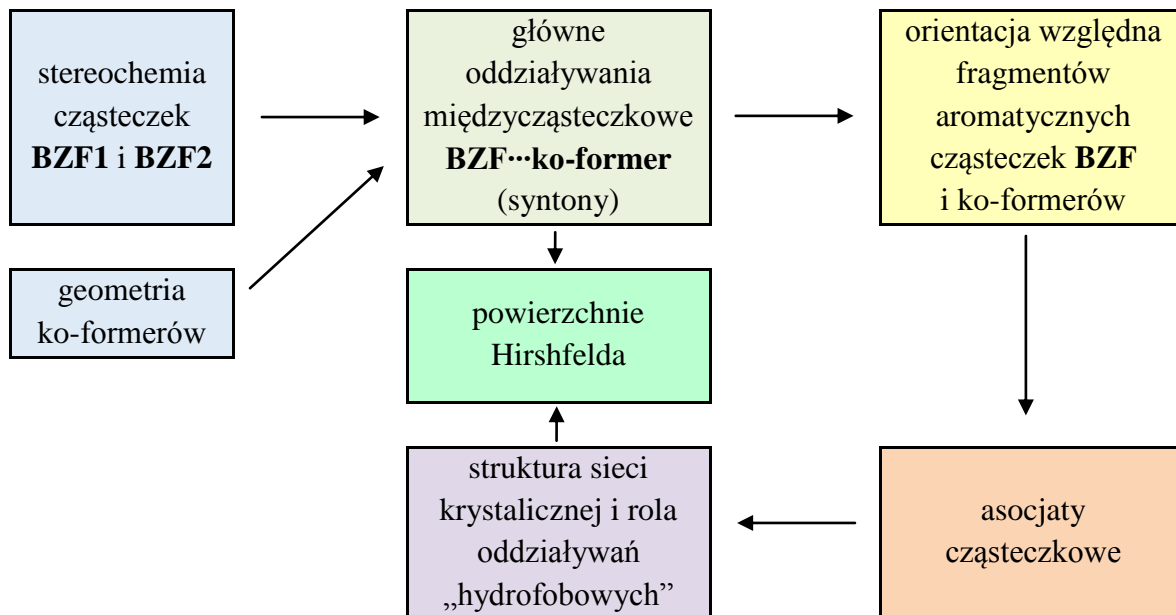 stereochemia
cząsteczek
BZF1 i BZF2
geometria
ko-formerów
główne
oddziaływania
międzycząsteczkowe
BZF···ko-former
(syntony)
orientacja względna
fragmentów
aromatycznych
cząsteczek BZF
i ko-formerów
powierzchnie
Hirshfelda
struktura sieci
krystalicznej i rola
oddziaływań
„hydrofobowych”
asocjaty
cząsteczkowe